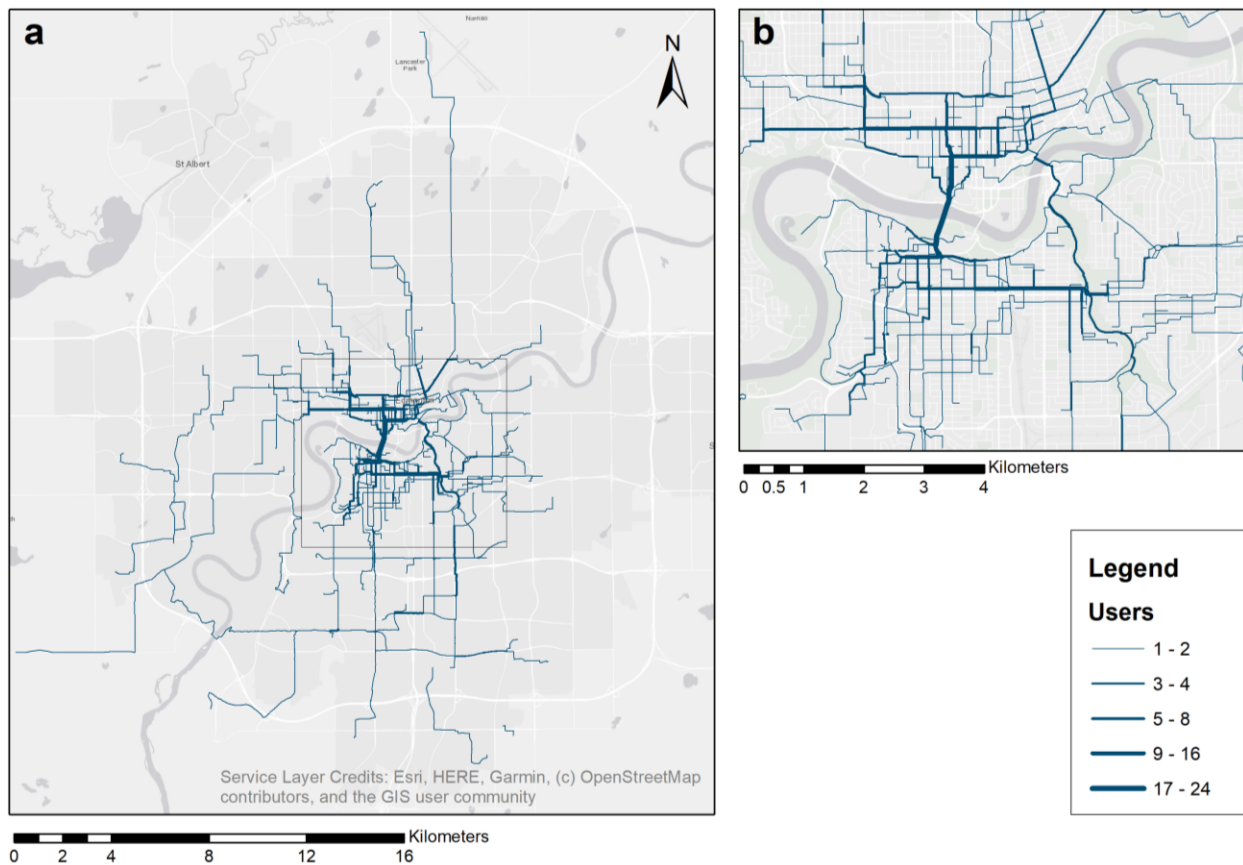 a
Namao
Lancaster
Park
N
St Albert
Service Layer Credits: Esri, HERE, Garmin, (c) OpenStreetMap
contributors, and the GIS user community
Kilometers
0 2 4 8 12 16
b
Kilometers
0 0.5 1 2 3 4
Legend
Users
1 - 2
3 - 4
5 - 8
9 - 16
17 - 24